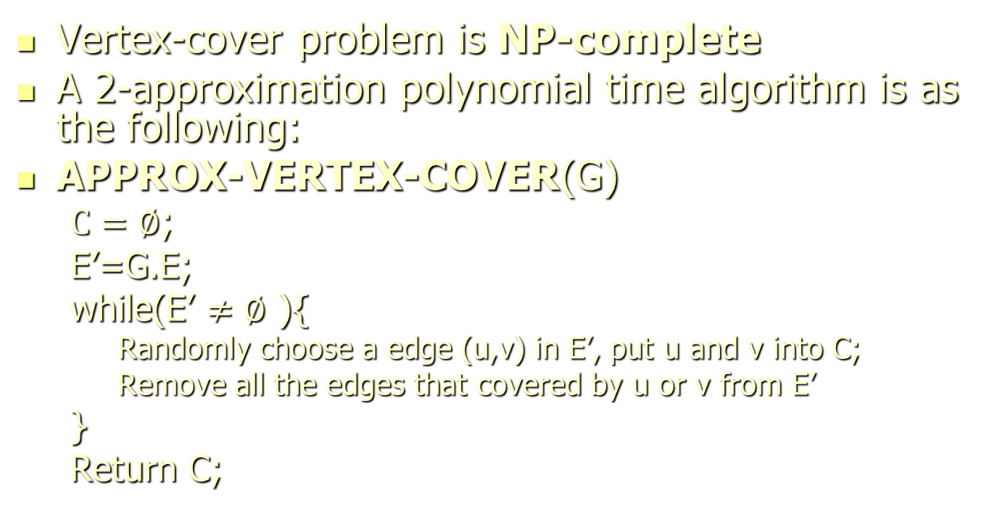 Vertex-cover problem is NP-complete
A 2-approximation polynomial time algorithm is as
the following:
APPROX-VERTEX-COVER(G)
C = ∅;
E’=G.E;
while(E’ ≠ ∅ ){
Randomly choose a edge (u,v) in E’, put u and v into C;
Remove all the edges that covered by u or v from E’
}
Return C;